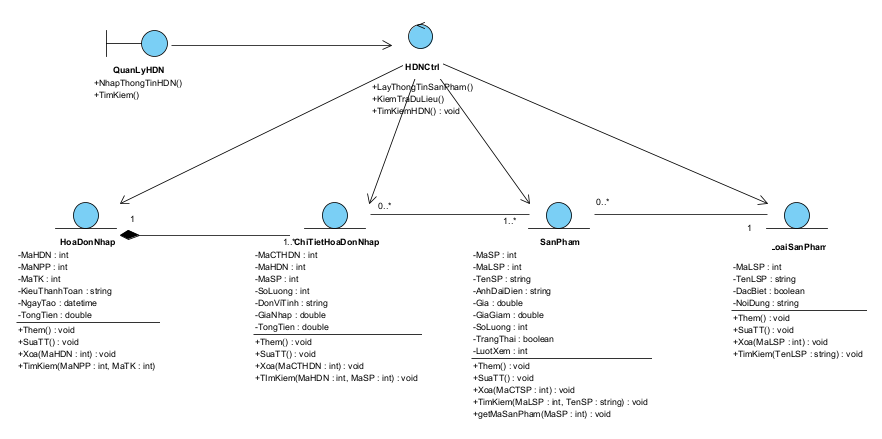 QuanLyHDN
+NhapThongTinHDN()
+TimKiem()
HDNCtrl
+LayThongTinSanPham()
+KiemTraDuLieu()
+TimKiemHDN() : void
1
1..*
0..*
1..*
0..*
1
HoaDonNhap
-MaHDN : int
-MaNPP : int
-MaTK : int
-KieuThanhToan : string
-NgayTao : datetime
-TongTien : double
+Them() : void
+SuaTT() : void
+Xoa(MaHDN : int) : void
+TimKiem(MaNPP : int, MaTK : int)
ChiTietHoaDonNhap
-MaCTHDN : int
-MaHDN : int
-MaSP : int
-SoLuong : int
-DonViTinh : string
-GiaNhap : double
-TongTien : double
+Them() : void
+SuaTT() : void
+Xoa(MaCTHDN : int) : void
+TImKiem(MaHDN : int, MaSP : int) : void
SanPham
-MaSP : int
-MaLSP : int
-TenSP : string
-AnhDaiDien : string
-Gia : double
-GiaGiam : double
-SoLuong : int
-TrangThai : boolean
-LuotXem : int
+Them() : void
+SuaTT() : void
+Xoa(MaCTSP : int) : void
+TimKiem(MaLSP : int, TenSP : string) : void
+getMaSanPham(MaSP : int) : void
LoaiSanPham
-MaLSP : int
-TenLSP : string
-DacBiet : boolean
-NoiDung : string
+Them() : void
+SuaTT() : void
+Xoa(MaLSP : int) : void
+TimKiem(TenLSP : string) : void